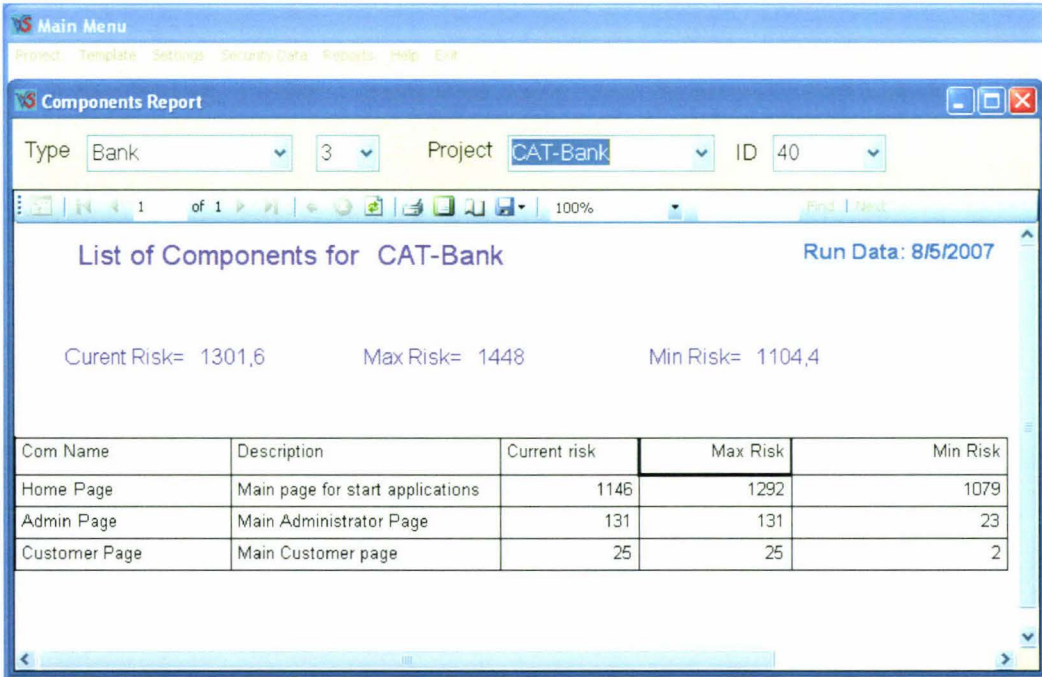 Main Menu
Project Template Settings Security Data Reports Help Exit
Components Report
Type Bank 3 Project CAT-Bank ID 40
1 of 1 100% Find | Next
List of Components for CAT-Bank Run Data: 8/5/2007
Curent Risk= 1301,6 Max Risk= 1448 Min Risk= 1104,4
Com Name Description Current risk Max Risk Min Risk
Home Page Main page for start applications 1146 1292 1079
Admin Page Main Administrator Page 131 131 23
Customer Page Main Customer page 25 25 2